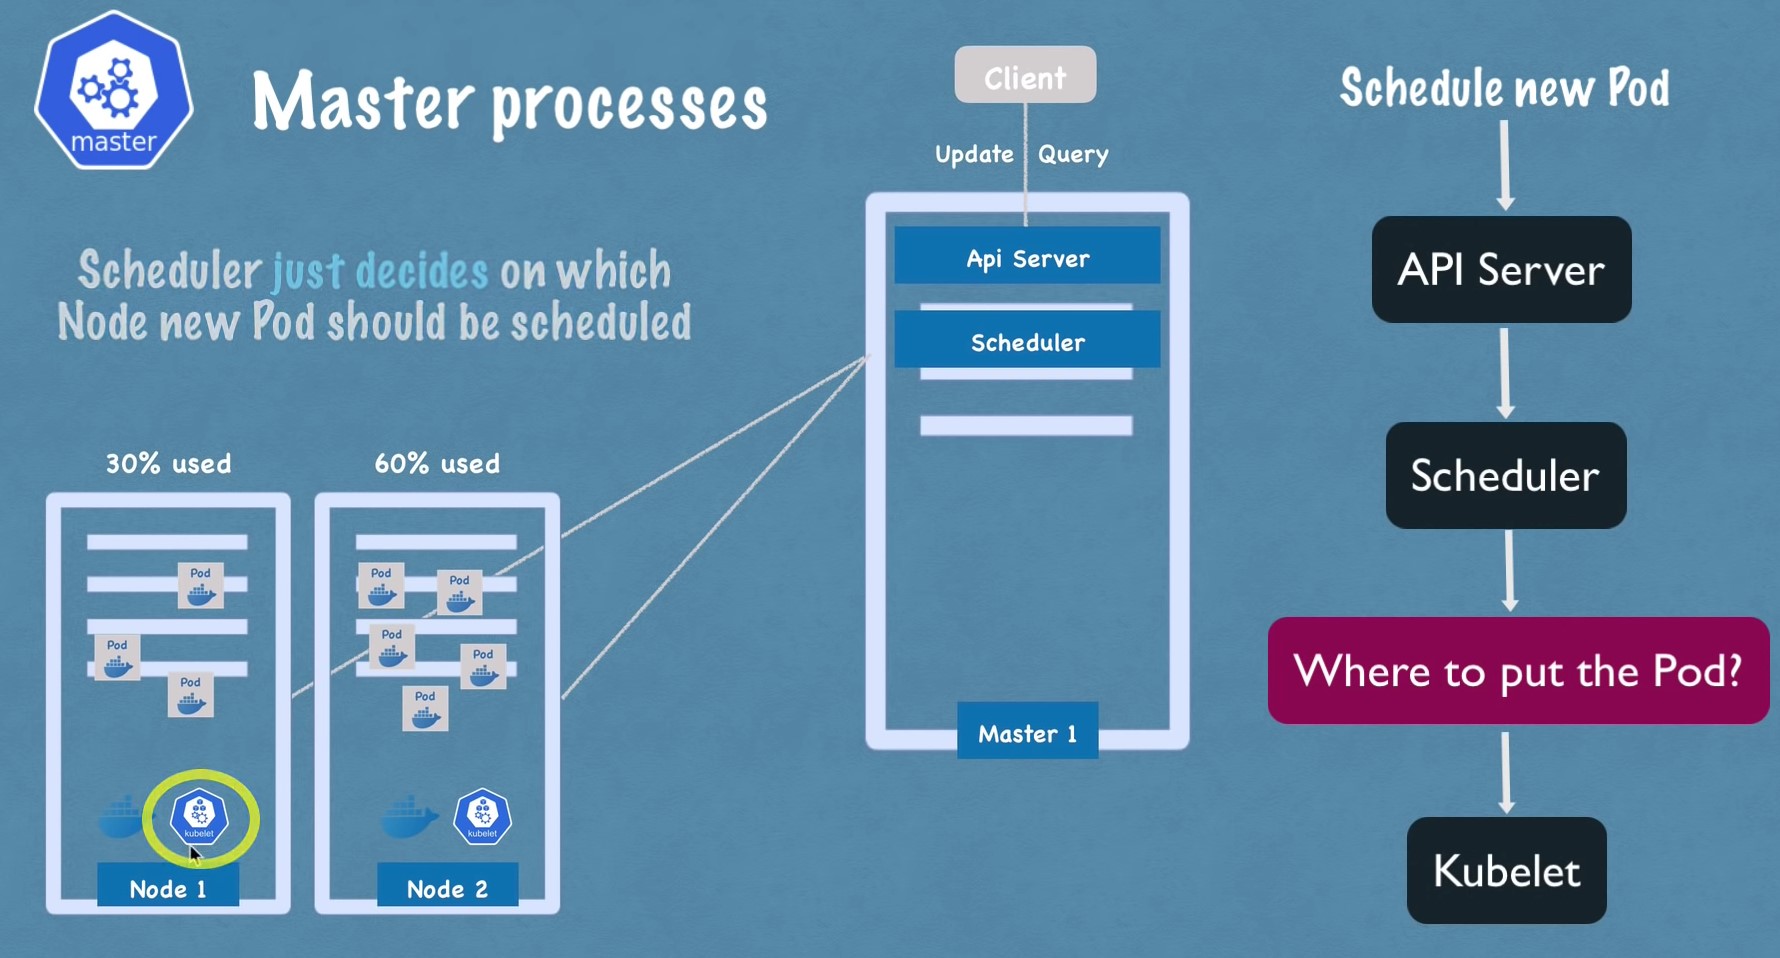 master
Master processes
Scheduler just decides on which
Node new Pod should be scheduled
30% used
60% used
Pod
Pod
Pod
Pod
Pod
Pod
Pod
Pod
kubelet
kubelet
Node 1
Node 2
Client
Update
Query
Api Server
Scheduler
Master 1
Schedule new Pod
API Server
Scheduler
Where to put the Pod?
Kubelet